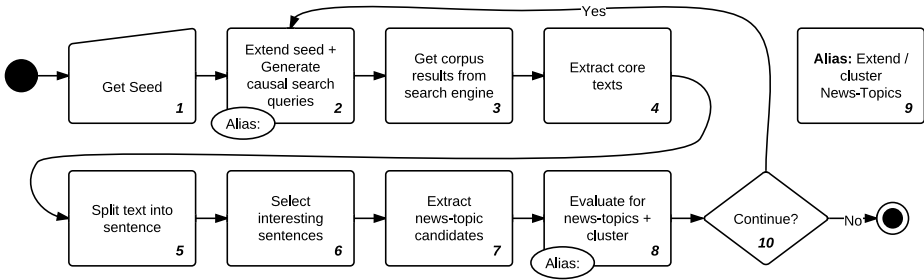 Yes
Get Seed
1
Extend seed +
Generate
causal search
queries
2
Alias:
Get corpus
results from
search engine
3
Extract core
texts
4
Alias: Extend /
cluster
News-Topics
9
Split text into
sentence
5
Select
interesting
sentences
6
Extract
news-topic
candidates
7
Evaluate for
news-topics +
cluster
8
Alias:
Continue?
10
No